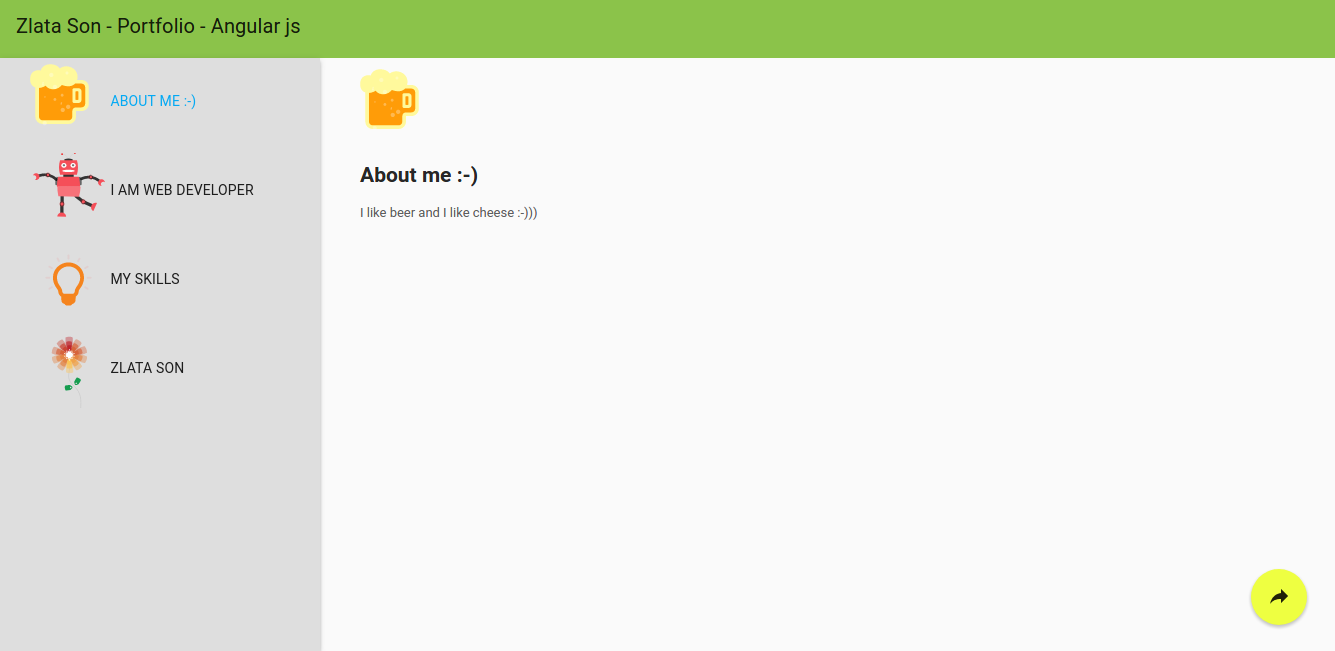 Zlata Son - Portfolio - Angular js
ABOUT ME :-)
I AM WEB DEVELOPER
MY SKILLS
ZLATA SON
About me :-)
I like beer and I like cheese :-)))